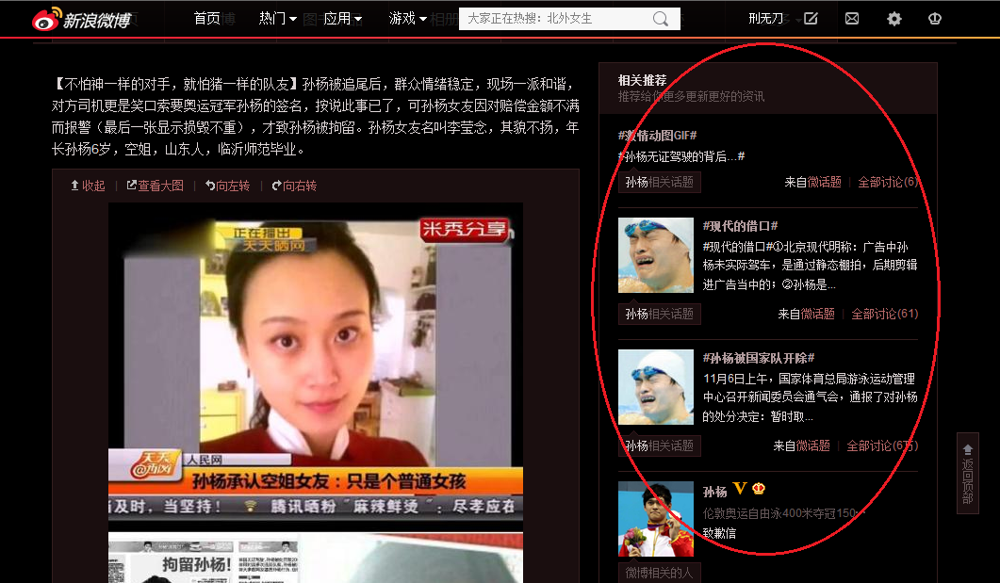 新浪微博
首页
热门
应用
游戏
大家正在热搜：北外女生
刑无刀
【不怕神一样的对手，就怕猪一样的队友】孙杨被追尾后，群众情绪稳定，现场一派和谐，
对方司机更是笑口索要奥运冠军孙杨的签名，按说此事已了，可孙杨女友因对赔偿金额不满
而报警（最后一张显示损毁不重），才致孙杨被拘留。孙杨女友名叫李莹念，其貌不扬，年
长孙杨6岁，空姐，山东人，临沂师范毕业。
收起
查看大图
向左转
向右转
正在播出
天天晒网
米秀分享
天天@晒网
人民网
孙杨承认空姐女友：只是个普通女孩
及时，当坚持！ 腾讯晒粉“麻辣鲜烫”：尽孝应在
拘留孙杨!
相关推荐
推荐给你更多更新更好的资讯
#激情动图GIF#
#孙杨无证驾驶的背后...#
孙杨相关话题
来自微话题
全部讨论(6)
#现代的借口#
#现代的借口#①北京现代明称：广告中孙
杨未实际驾车，是通过静态棚拍，后期剪辑
进广告当中的；②孙杨是...
孙杨相关话题
来自微话题
全部讨论(61)
#孙杨被国家队开除#
11月6日上午，国家体育总局游泳运动管理
中心召开新闻委员会通气会，通报了对孙杨
的处分决定：暂时取...
孙杨相关话题
来自微话题
全部讨论(6万)
孙杨 V
伦敦奥运自由泳400米夺冠150
致歉信
微博相关的人
返回顶部